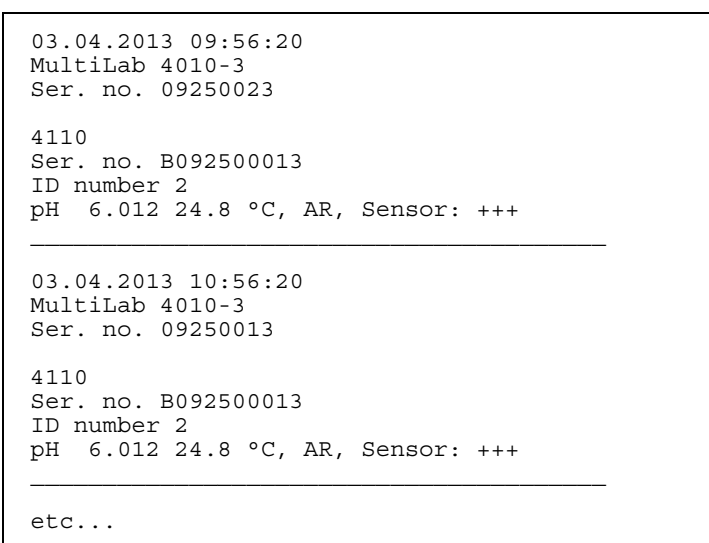 03.04.2013 09:56:20
MultiLab 4010-3
Ser. no. 09250023
4110
Ser. no. B092500013
ID number 2
pH  6.012 24.8 °C, AR, Sensor: +++
________________________________________
03.04.2013 10:56:20
MultiLab 4010-3
Ser. no. 09250013
4110
Ser. no. B092500013
ID number 2
pH  6.012 24.8 °C, AR, Sensor: +++
________________________________________
etc...